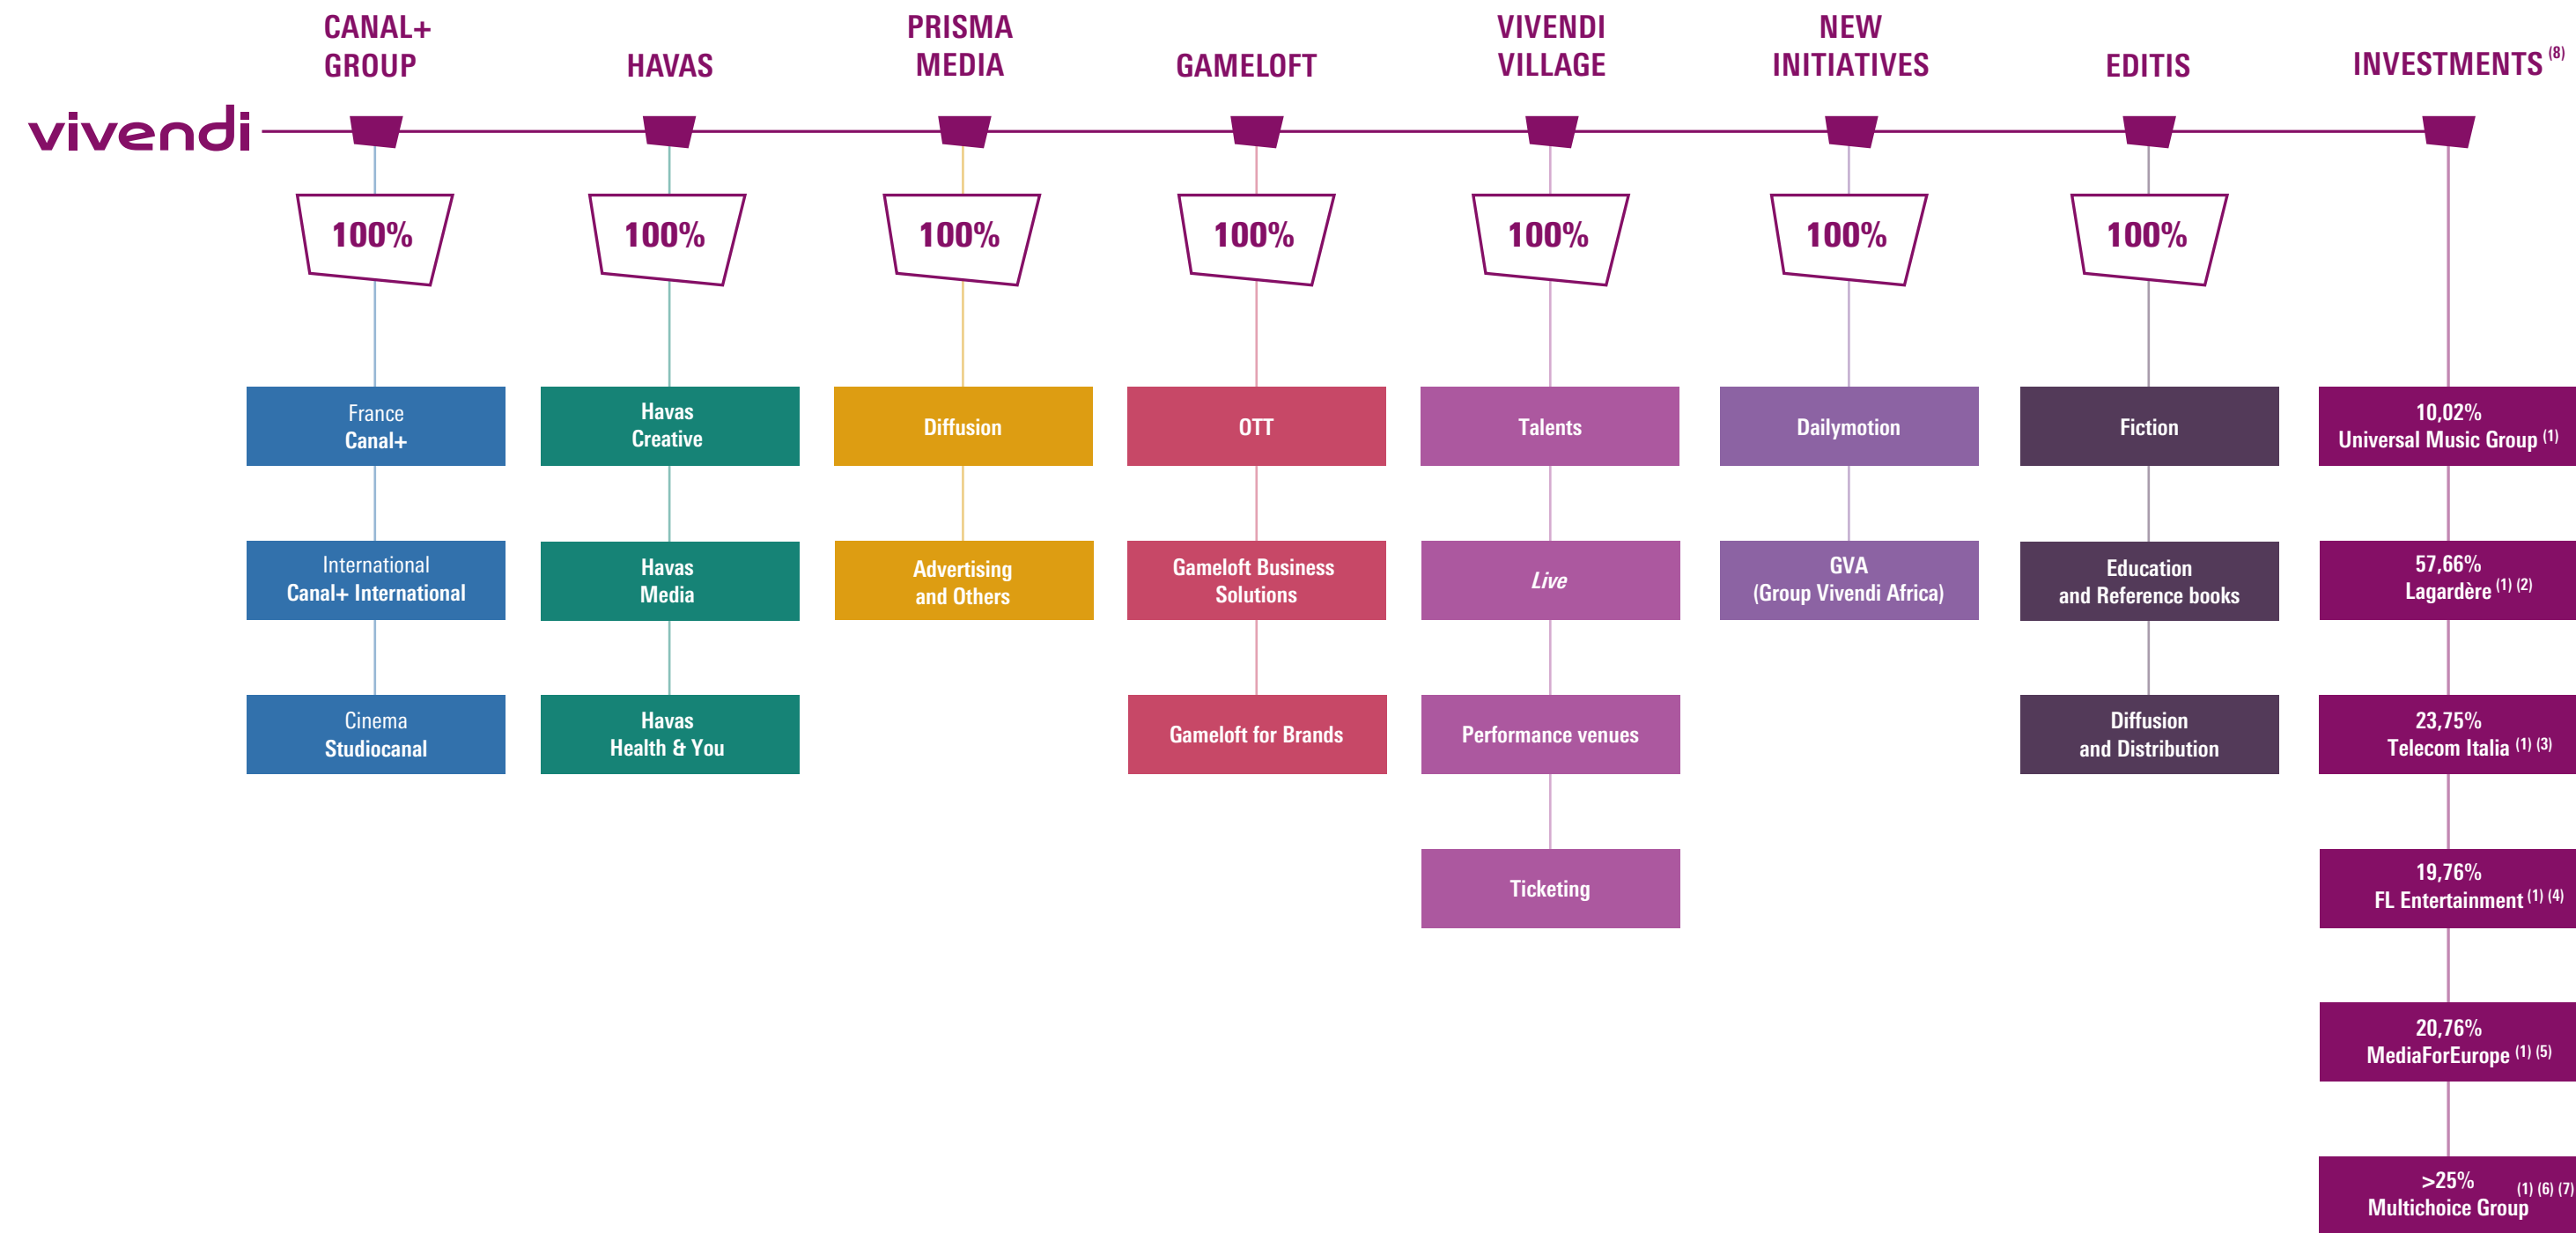 CANAL+
GROUP
HAVAS
PRISMA
MEDIA
GAMELOFT
VIVENDI
VILLAGE
NEW
INITIATIVES
EDITIS
INVESTMENTS (8)
vivendi
100%
100%
100%
100%
100%
100%
100%
France
Canal+
International
Canal+ International
Cinema
Studiocanal
Havas
Creative
Havas
Media
Havas
Health & You
Diffusion
Advertising
and Others
OTT
Gameloft Business
Solutions
Gameloft for Brands
Talents
Live
Performance venues
Ticketing
Dailymotion
GVA
(Group Vivendi Africa)
Fiction
Education
and Reference books
Diffusion
and Distribution
10,02%
Universal Music Group (1)
57,66%
Lagardère (1) (2)
23,75%
Telecom Italia (1) (3)
19,76%
FL Entertainment (1) (4)
20,76%
MediaForEurope (1) (5)
>25%
Multichoice Group (1) (6) (7)